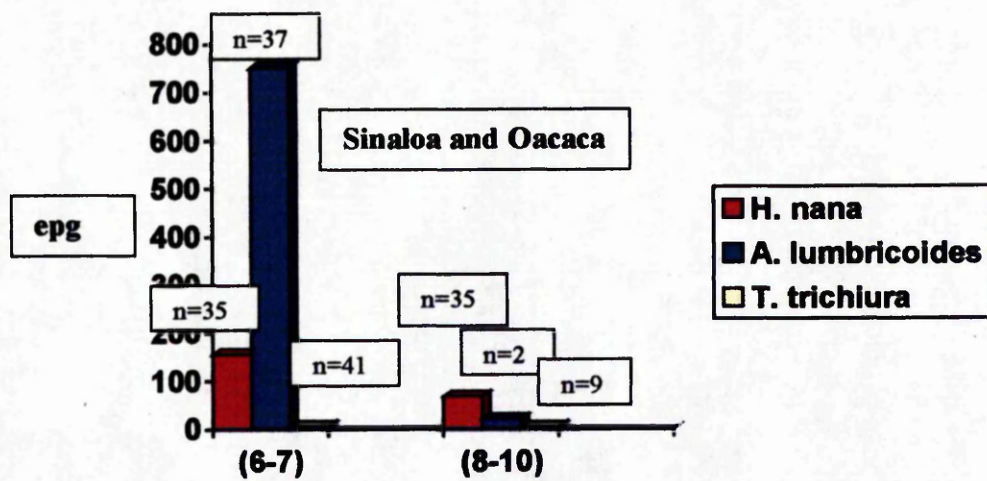 800
n=37
700
600
Sinaloa and Oacaca
500
epg
400
H. nana
A. lumbricoides
T. trichiura
n=35
n=35
200
n=41
n=2
n=9
100
0
(6-7)
(8-10)